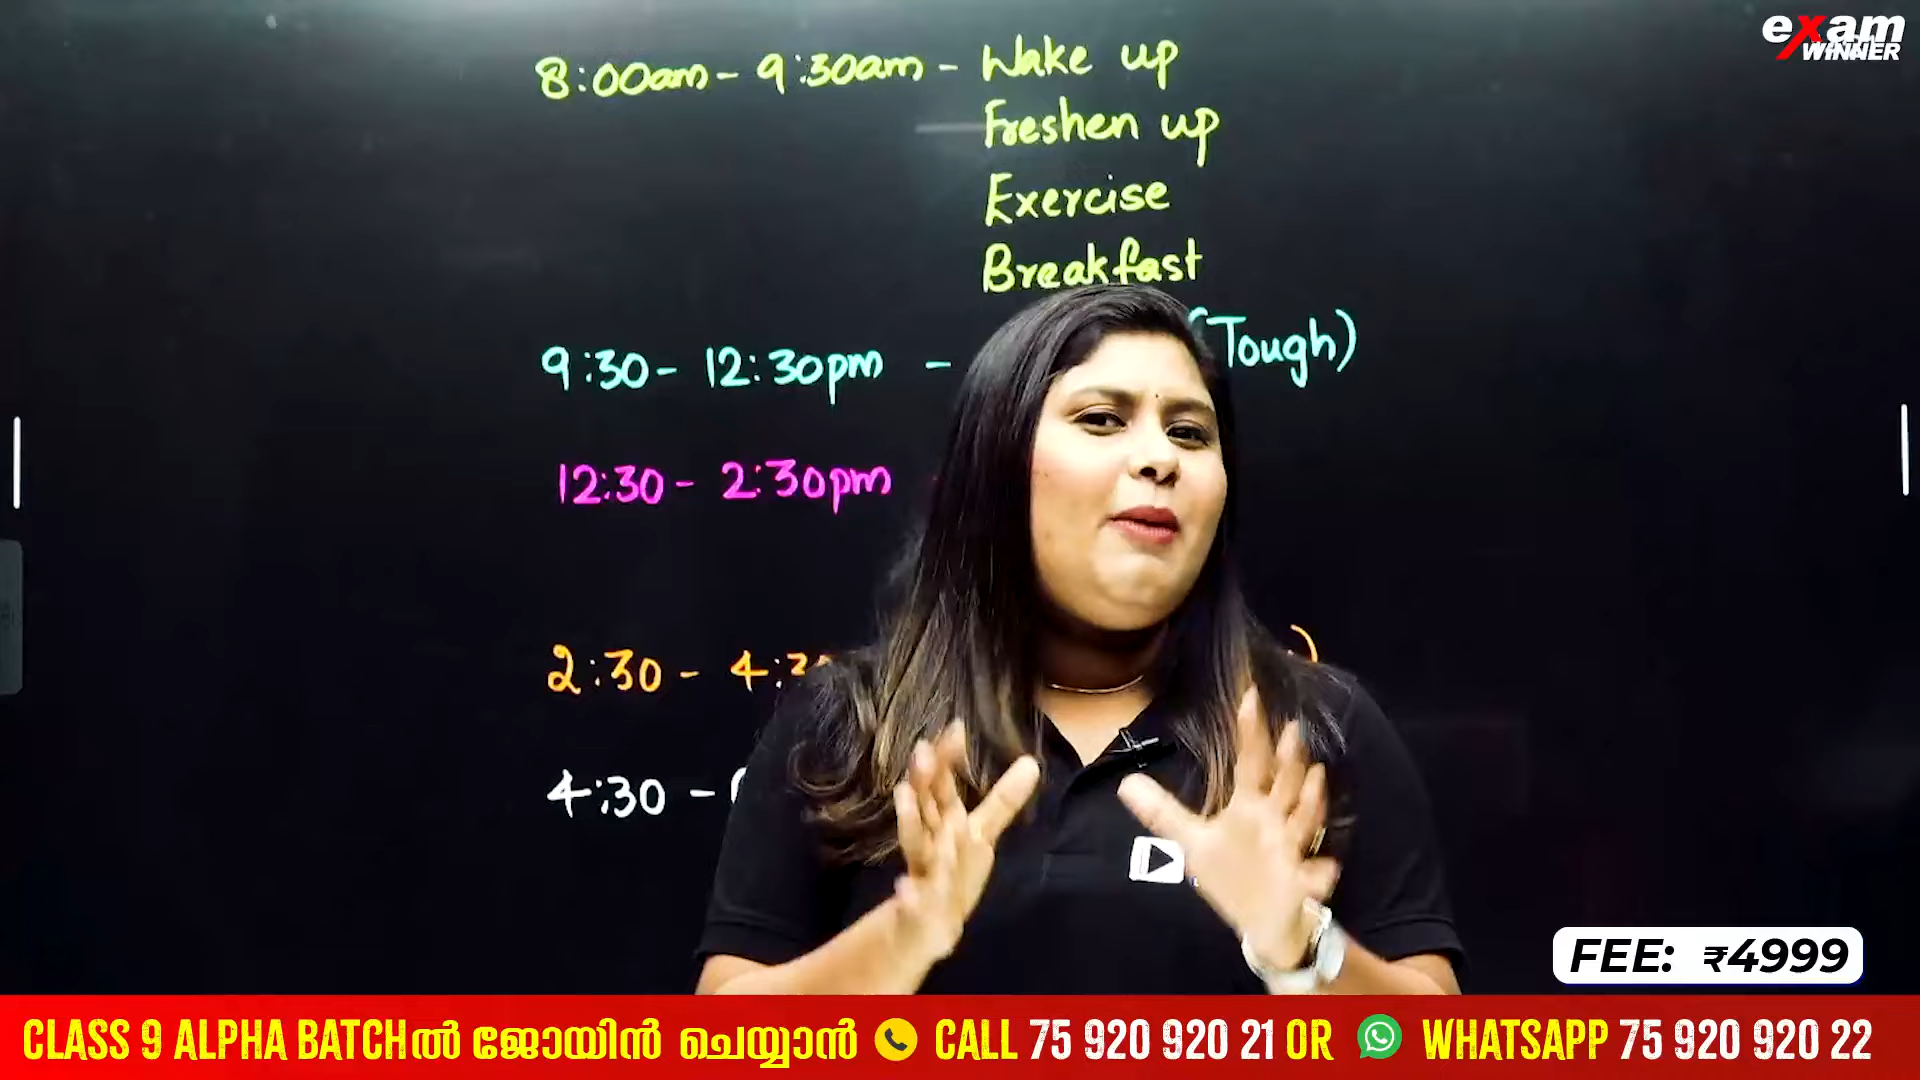 exam
WINNER
8:00am - 9:30am - Wake up
Freshen up
Exercise
Breakfast
9:30 - 12:30pm - (Tough)
12:30 - 2:30pm
2:30 - 4:30
4:30 -
FEE: ₹4999
CLASS 9 ALPHA BATCHൽ ജോയിൻ ചെയ്യാൻ CALL 75 920 920 21 OR WHATSAPP 75 920 920 22